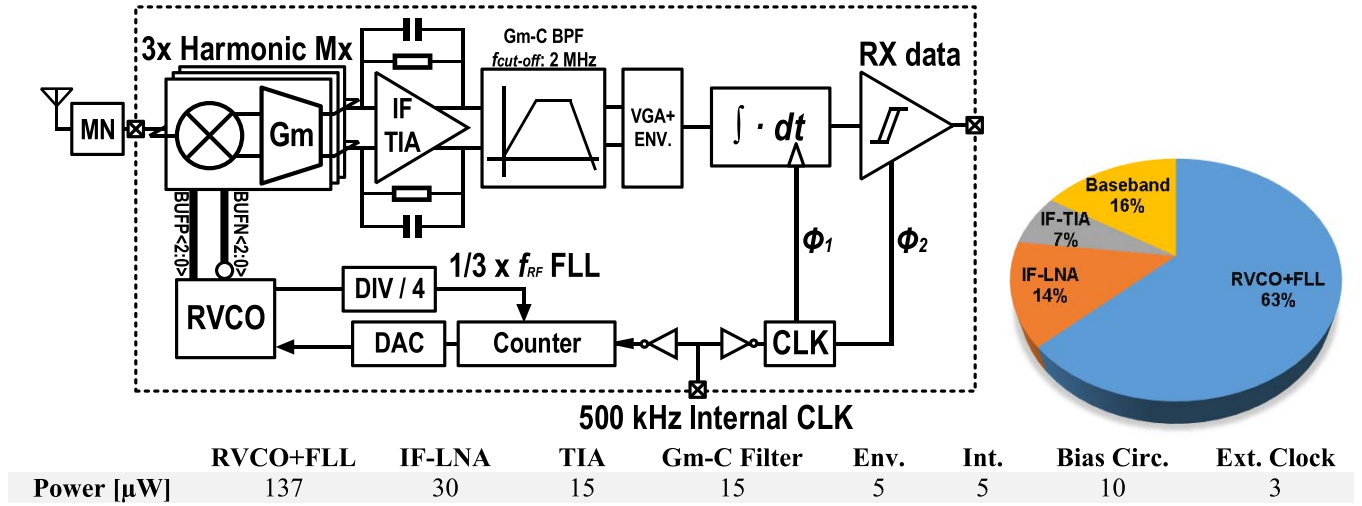 3x Harmonic Mx
Gm-C BPF
fcut-off: 2 MHz
RX data
MN
Gm
IF
TIA
VGA+
ENV.
∫ · dt
BUFP<2:0>
BUFN<2:0>
Φ1
Φ2
1/3 x fRF FLL
RVCO
DIV / 4
DAC
Counter
CLK
500 kHz Internal CLK
Baseband
16%
IF-TIA
7%
IF-LNA
14%
RVCO+FLL
63%
RVCO+FLL IF-LNA TIA Gm-C Filter Env. Int. Bias Circ. Ext. Clock
Power [µW] 137 30 15 15 5 5 10 3